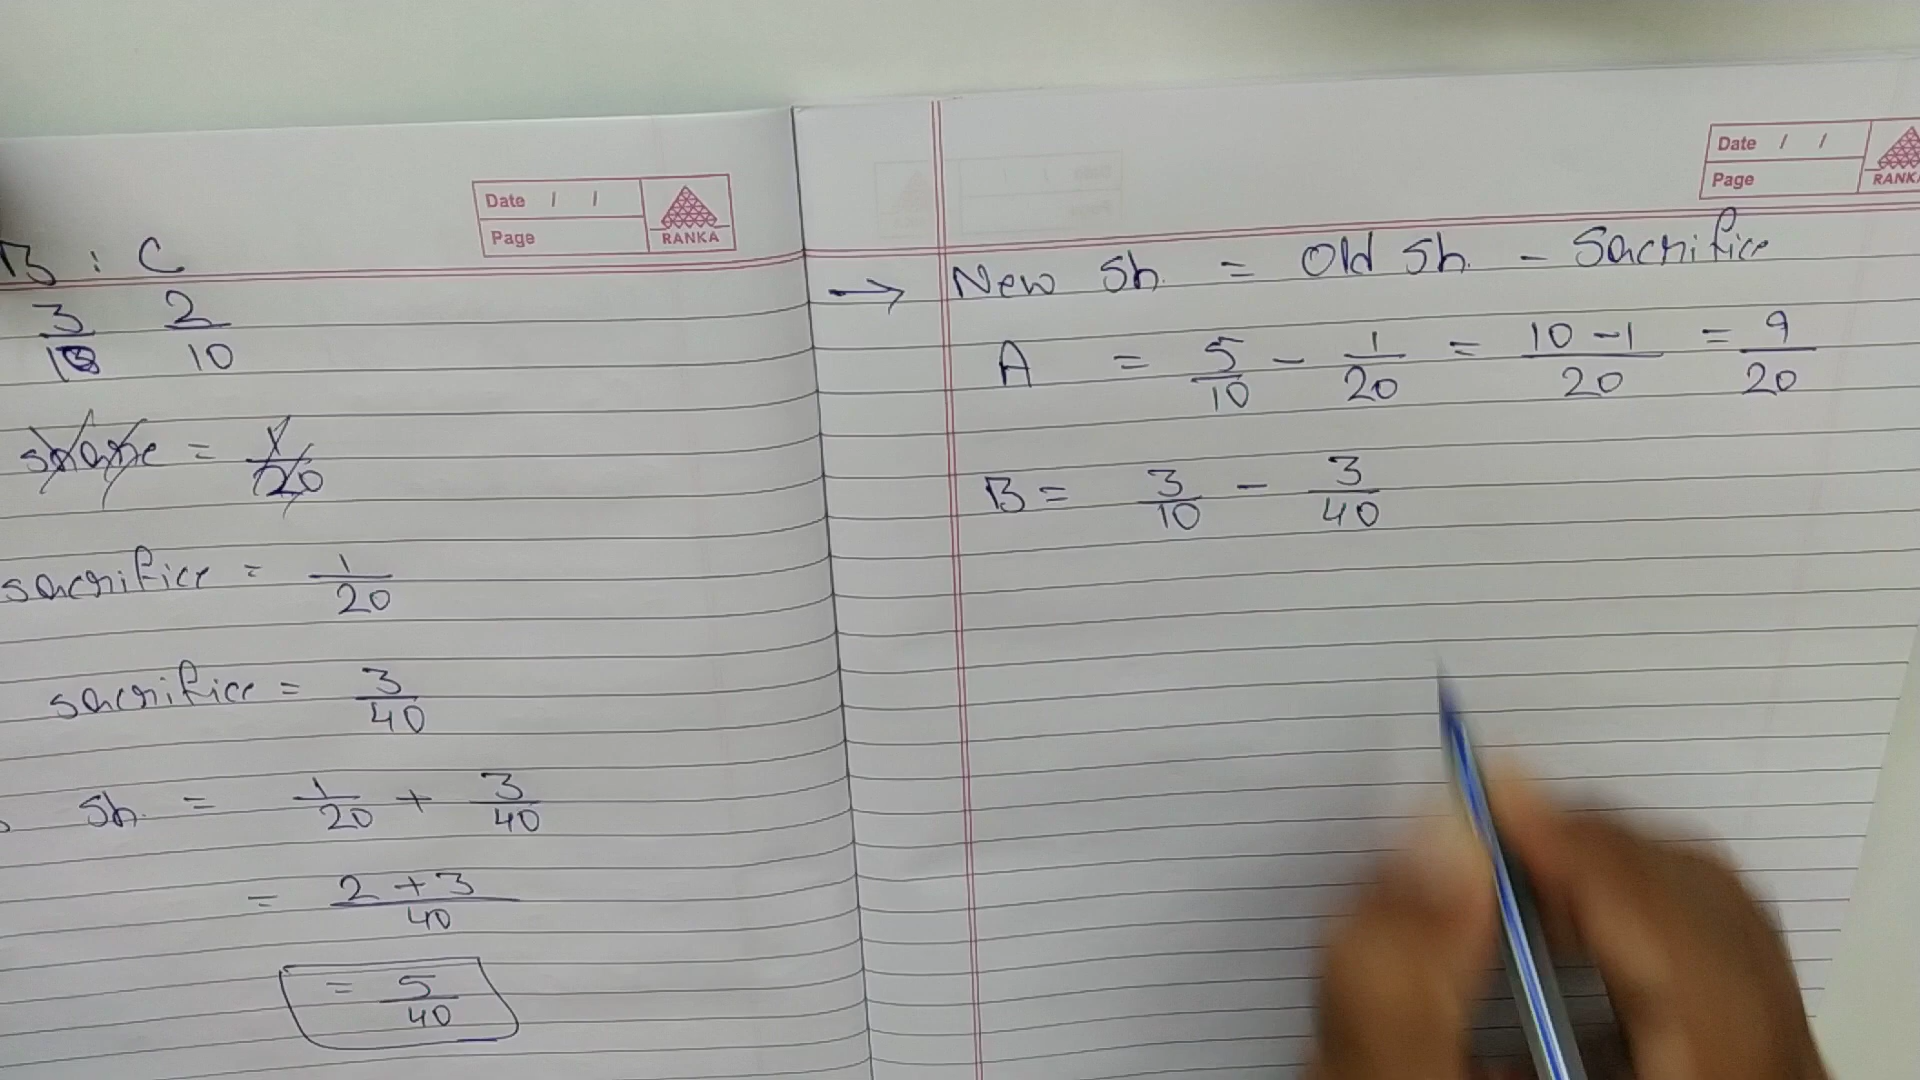 Date / /
Page
RANKA
B : C
3/10 2/10
share = 1/20
sacrifice = 1/20
sacrifice = 3/40
Sh. = 1/20 + 3/40
= 2 + 3/40
= 5/40
Date / /
Page
RANKA
→ New Sh. = Old Sh. - Sacrifice
A = 5/10 - 1/20 = 10 - 1/20 = 9/20
B = 3/10 - 3/40